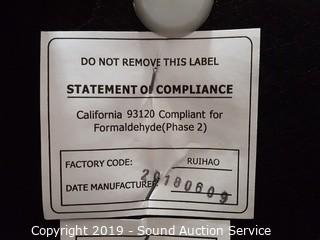 DO NOT REMOVE THIS LABEL
STATEMENT OF COMPLIANCE
California 93120 Compliant for
Formaldehyde(Phase 2)
FACTORY CODE: RUIHAO
DATE MANUFACTURE: 20180609
Copyright 2019 - Sound Auction Service